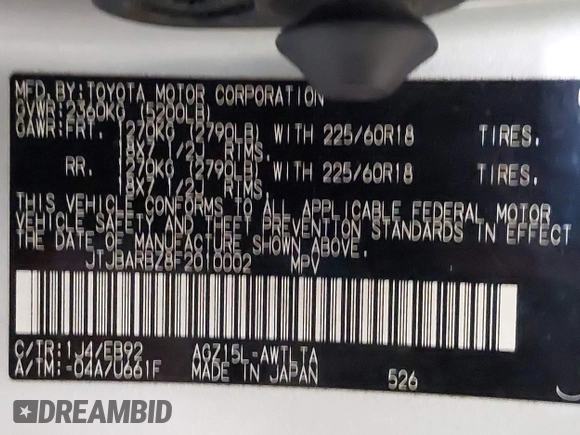 MFD.BY:TOYOTA MOTOR CORPORATION
GVWR:2360KG (5200LB)
GAWR:FRT. 1270KG (2790LB) WITH 225/60R18 TIRES,
18X7 1/2J RIMS,
RR. 1270KG (2790LB) WITH 225/60R18 TIRES,
18X7 1/2J RIMS.
THIS VEHICLE CONFORMS TO ALL APPLICABLE FEDERAL MOTOR
VEHICLE SAFETY AND THEFT PREVENTION STANDARDS IN EFFECT
THE DATE OF MANUFACTURE SHOWN ABOVE.
JTJBARBZ8F2010002 MPV
C/TR:1J4/EB92 AGZ15L-AWTLTA
A/TM:-04A/U661F MADE IN JAPAN 526
DREAMBID